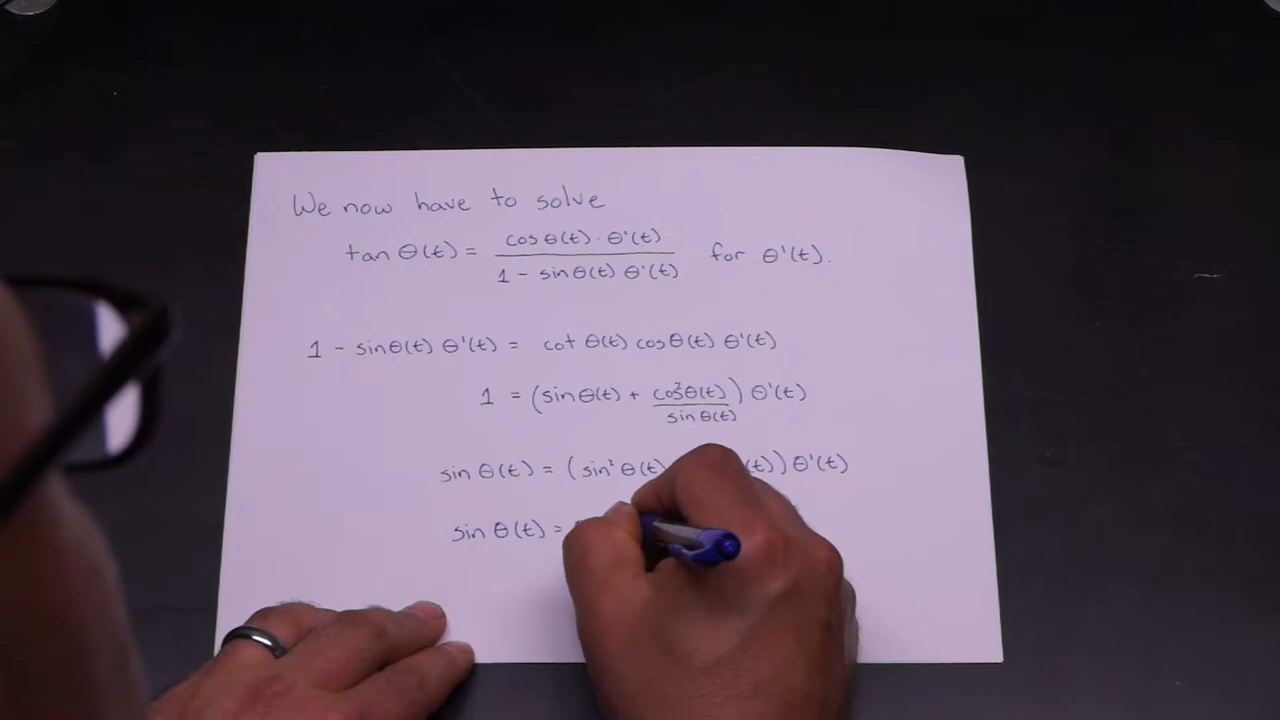 We now have to solve
tan θ(t) = cos θ(t) · θ'(t) / 1 - sin θ(t) θ'(t) for θ'(t).
1 - sin θ(t) θ'(t) = cot θ(t) cos θ(t) θ'(t)
1 = (sin θ(t) + cos²θ(t) / sin θ(t)) θ'(t)
sin θ(t) = (sin² θ(t) (t)) θ'(t)
sin θ(t) =